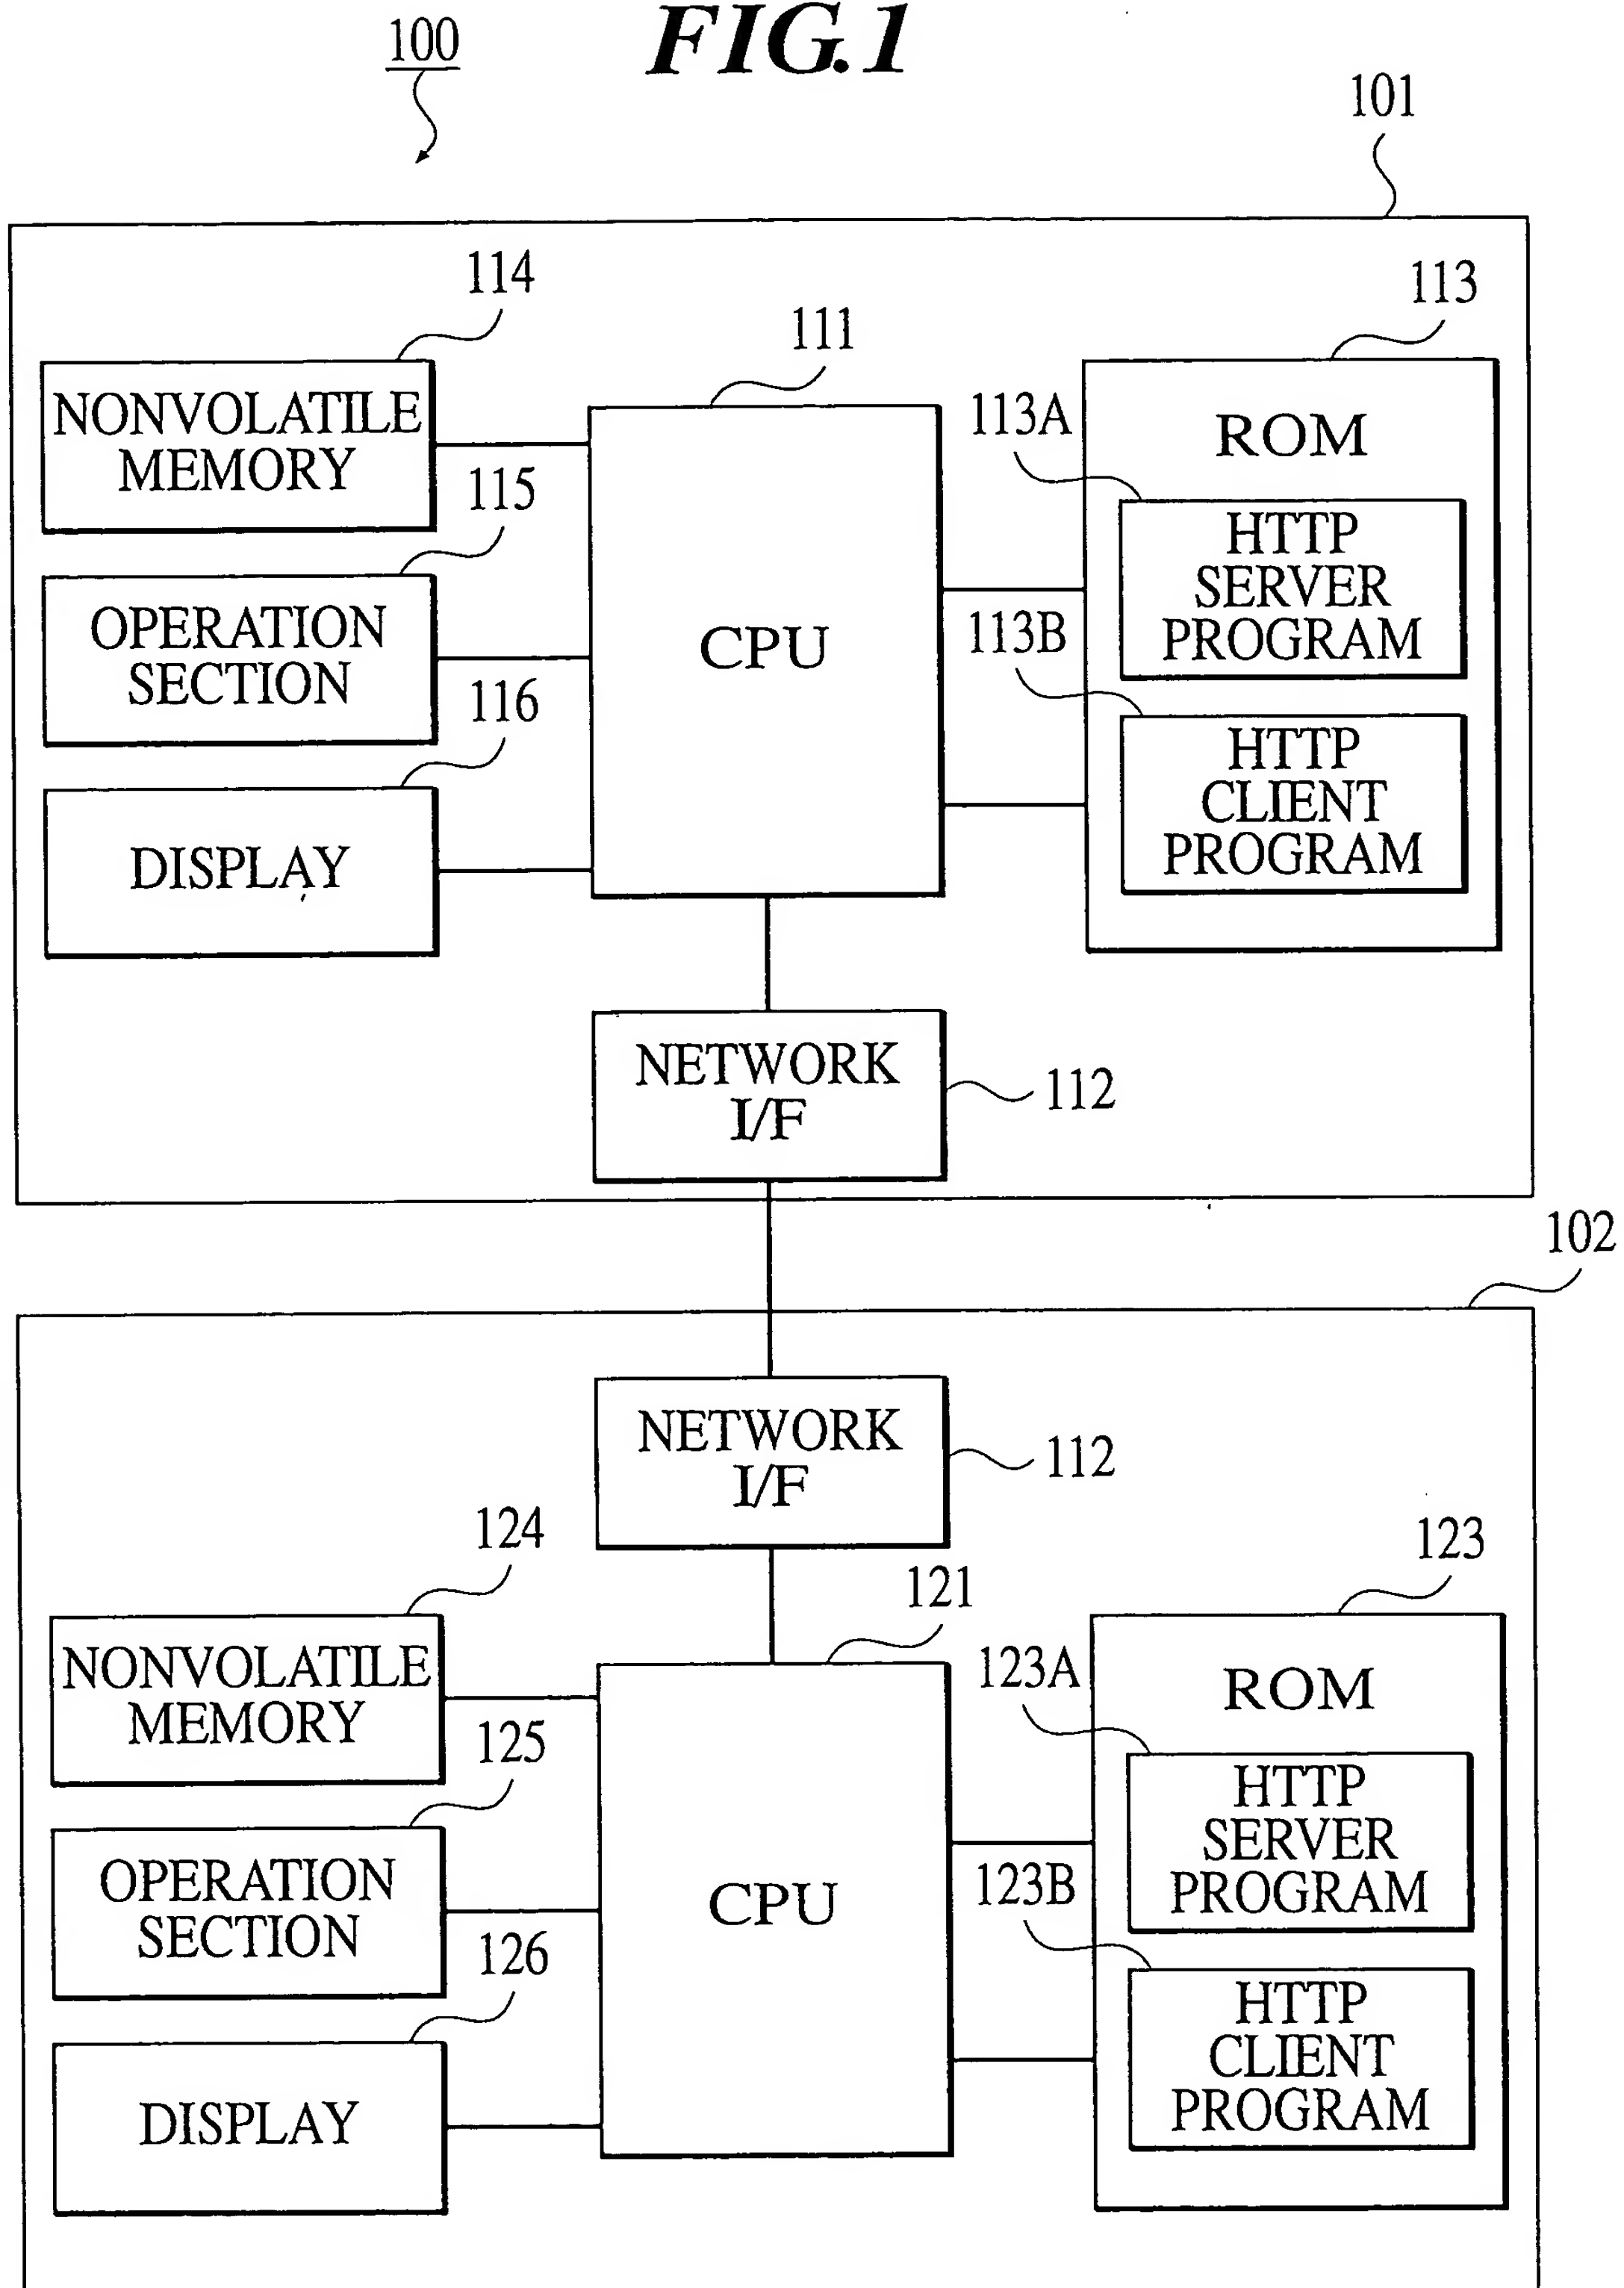 FIG.1
100
101
114
113
111
NONVOLATILE
MEMORY
113A
ROM
115
HTTP
SERVER
PROGRAM
OPERATION
SECTION
CPU
113B
116
HTTP
CLIENT
PROGRAM
DISPLAY
NETWORK
I/F
112
102
NETWORK
I/F
112
124
123
121
NONVOLATILE
MEMORY
123A
ROM
125
HTTP
SERVER
PROGRAM
OPERATION
SECTION
CPU
123B
126
HTTP
CLIENT
PROGRAM
DISPLAY